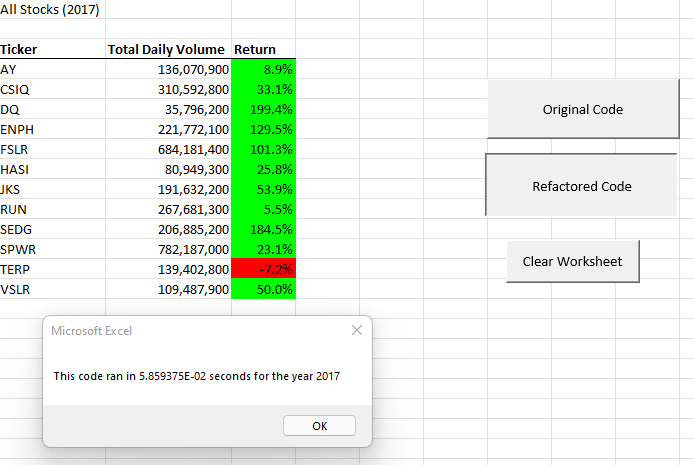 All Stocks (2017)
Ticker Total Daily Volume Return
AY 136,070,900 8.9%
CSIQ 310,592,800 33.1%
DQ 35,796,200 199.4%
ENPH 221,772,100 129.5%
FSLR 684,181,400 101.3%
HASI 80,949,300 25.8%
JKS 191,632,200 53.9%
RUN 267,681,300 5.5%
SEDG 206,885,200 184.5%
SPWR 782,187,000 23.1%
TERP 139,402,800 -7.2%
VSLR 109,487,900 50.0%
Original Code
Refactored Code
Clear Worksheet
Microsoft Excel
This code ran in 5.859375E-02 seconds for the year 2017
OK